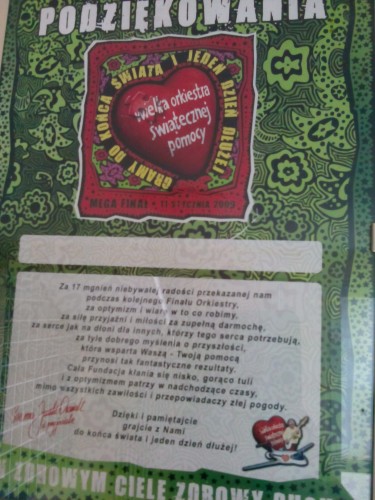 PODZIĘKOWANIA
GRAMY DO KOŃCA ŚWIATA I JEDEN DZIEŃ DŁUŻEJ
wielka orkiestra
świątecznej
pomocy
MEGA FINAŁ • 11 STYCZNIA 2009
Za 17 mgnień niebywałej radości przekazanej nam
podczas kolejnego Finału Orkiestry,
za optymizm i wiarę w to co robimy,
za siłę przyjaźni i miłości za zupełną darmochę,
za serce jak na dłoni dla innych, którzy tego serca potrzebują,
za tyle dobrego myślenia o przyszłości,
która wsparta Waszą - Twoją pomocą
przynosi tak fantastyczne rezultaty.
Cała Fundacja kłania się nisko, gorąco tuli
i z optymizmem patrzy w nadchodzące czasy,
mimo wszystkich zawiłości i przepowiadaczy złej pogody.
Dzięki i pamiętajcie
grajcie z Nami
do końca świata i jeden dzień dłużej!
ZDROWYM CIELE ZDROWY